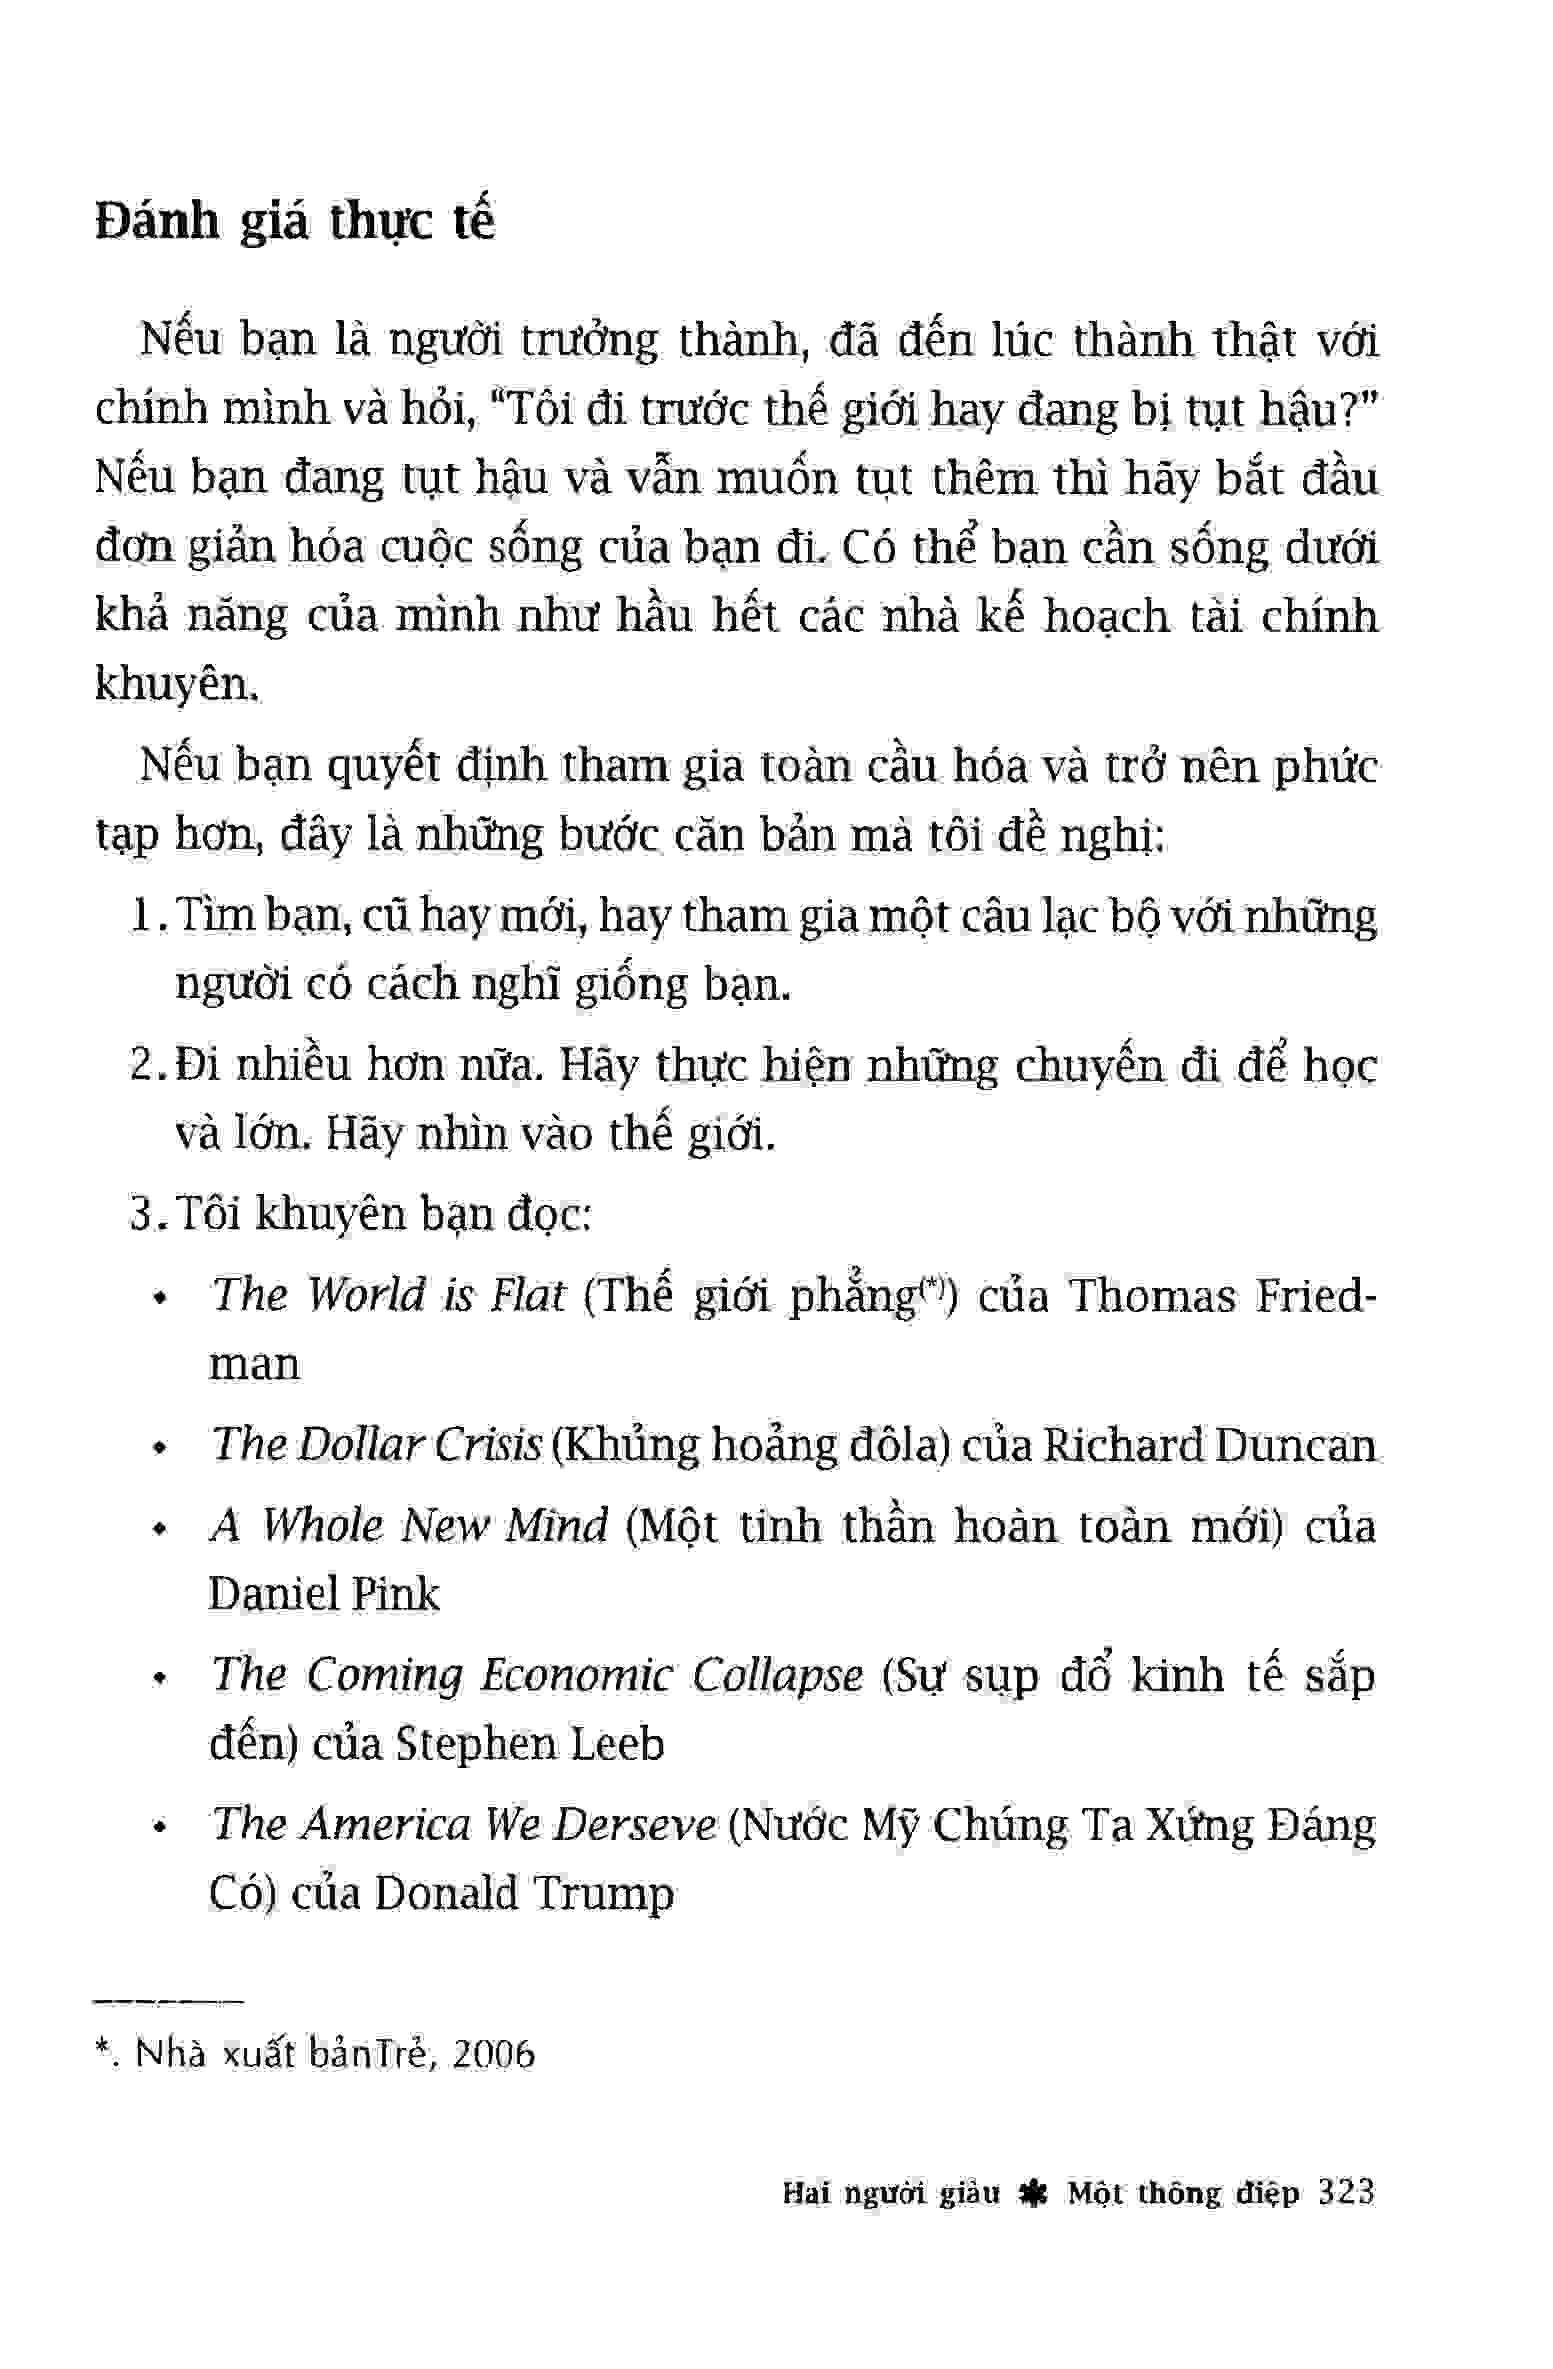 Đánh giá thực tế
Nếu bạn là người trưởng thành, đã đến lúc thành thật với
chính mình và hỏi, “Tôi đi trước thế giới hay đang bị tụt hậu?”
Nếu bạn đang tụt hậu và vẫn muốn tụt thêm thì hãy bắt đầu
đơn giản hóa cuộc sống của bạn đi. Có thể bạn cần sống dưới
khả năng của mình như hầu hết các nhà kế hoạch tài chính
khuyên.
Nếu bạn quyết định tham gia toàn cầu hóa và trở nên phức
tạp hơn, đây là những bước căn bản mà tôi đề nghị:
1. Tìm bạn, cũ hay mới, hay tham gia một câu lạc bộ với những
người có cách nghĩ giống bạn.
2. Đi nhiều hơn nữa. Hãy thực hiện những chuyến đi để học
và lớn. Hãy nhìn vào thế giới.
3. Tôi khuyên bạn đọc:
• The World is Flat (Thế giới phẳng(*)) của Thomas Fried-
man
• The Dollar Crisis (Khủng hoảng đôla) của Richard Duncan
• A Whole New Mind (Một tinh thần hoàn toàn mới) của
Daniel Pink
• The Coming Economic Collapse (Sự sụp đổ kinh tế sắp
đến) của Stephen Leeb
• The America We Derseve (Nước Mỹ Chúng Ta Xứng Đáng
Có) của Donald Trump
*. Nhà xuất bảnTrẻ, 2006
Hai người giàu ✱ Một thông điệp 323